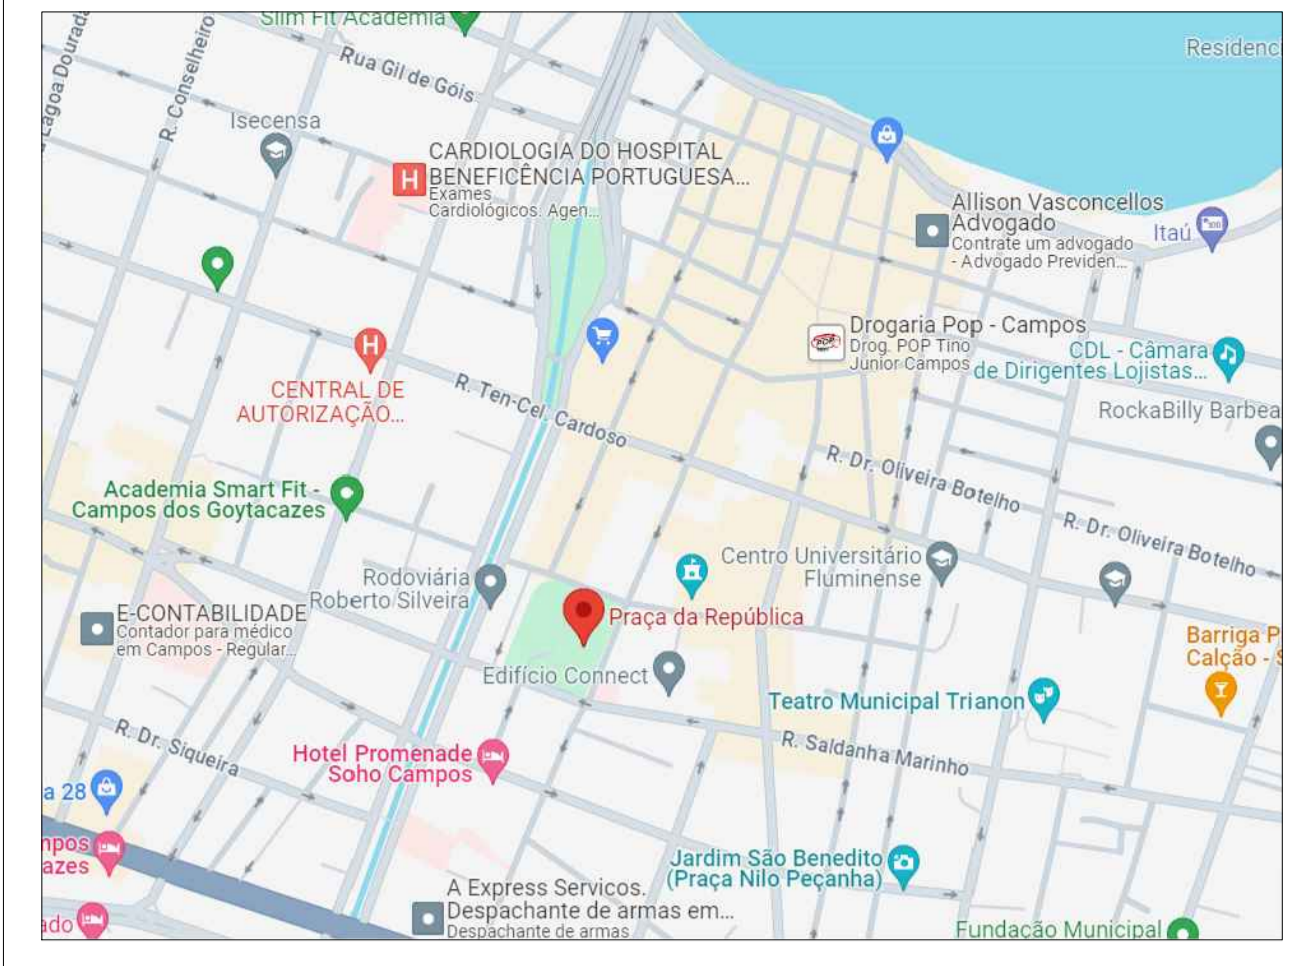 Slim Fit Academia
Residenc
Rua Gil de Góis
Lagoa Dourada
R. Conselheiro
Isecensa
CARDIOLOGIA DO HOSPITAL
BENEFICÊNCIA PORTUGUESA...
Exames
Cardiológicos. Agen...
H
Allison Vasconcellos
Advogado
Contrate um advogado
- Advogado Previden...
Itaú
Drogaria Pop - Campos
Drog. POP Tino
Junior Campos
POP
CDL - Câmara
de Dirigentes Lojistas...
H
CENTRAL DE
AUTORIZAÇÃO...
R. Ten-Cel. Cardoso
RockaBilly Barbea
R. Dr. Oliveira Botelho
R. Dr. Oliveira Botelho
Academia Smart Fit -
Campos dos Goytacazes
Centro Universitário
Fluminense
Rodoviária
Roberto Silveira
E-CONTABILIDADE
Contador para médico
em Campos - Regular...
Praça da República
Edifício Connect
Barriga P
Calção - S
Teatro Municipal Trianon
R. Dr. Siqueira
R. Saldanha Marinho
Hotel Promenade
Soho Campos
a 28
mpos
azes
Jardim São Benedito
(Praça Nilo Peçanha)
A Express Servicos.
Despachante de armas em...
Despachante de armas
ado
Fundação Municipal